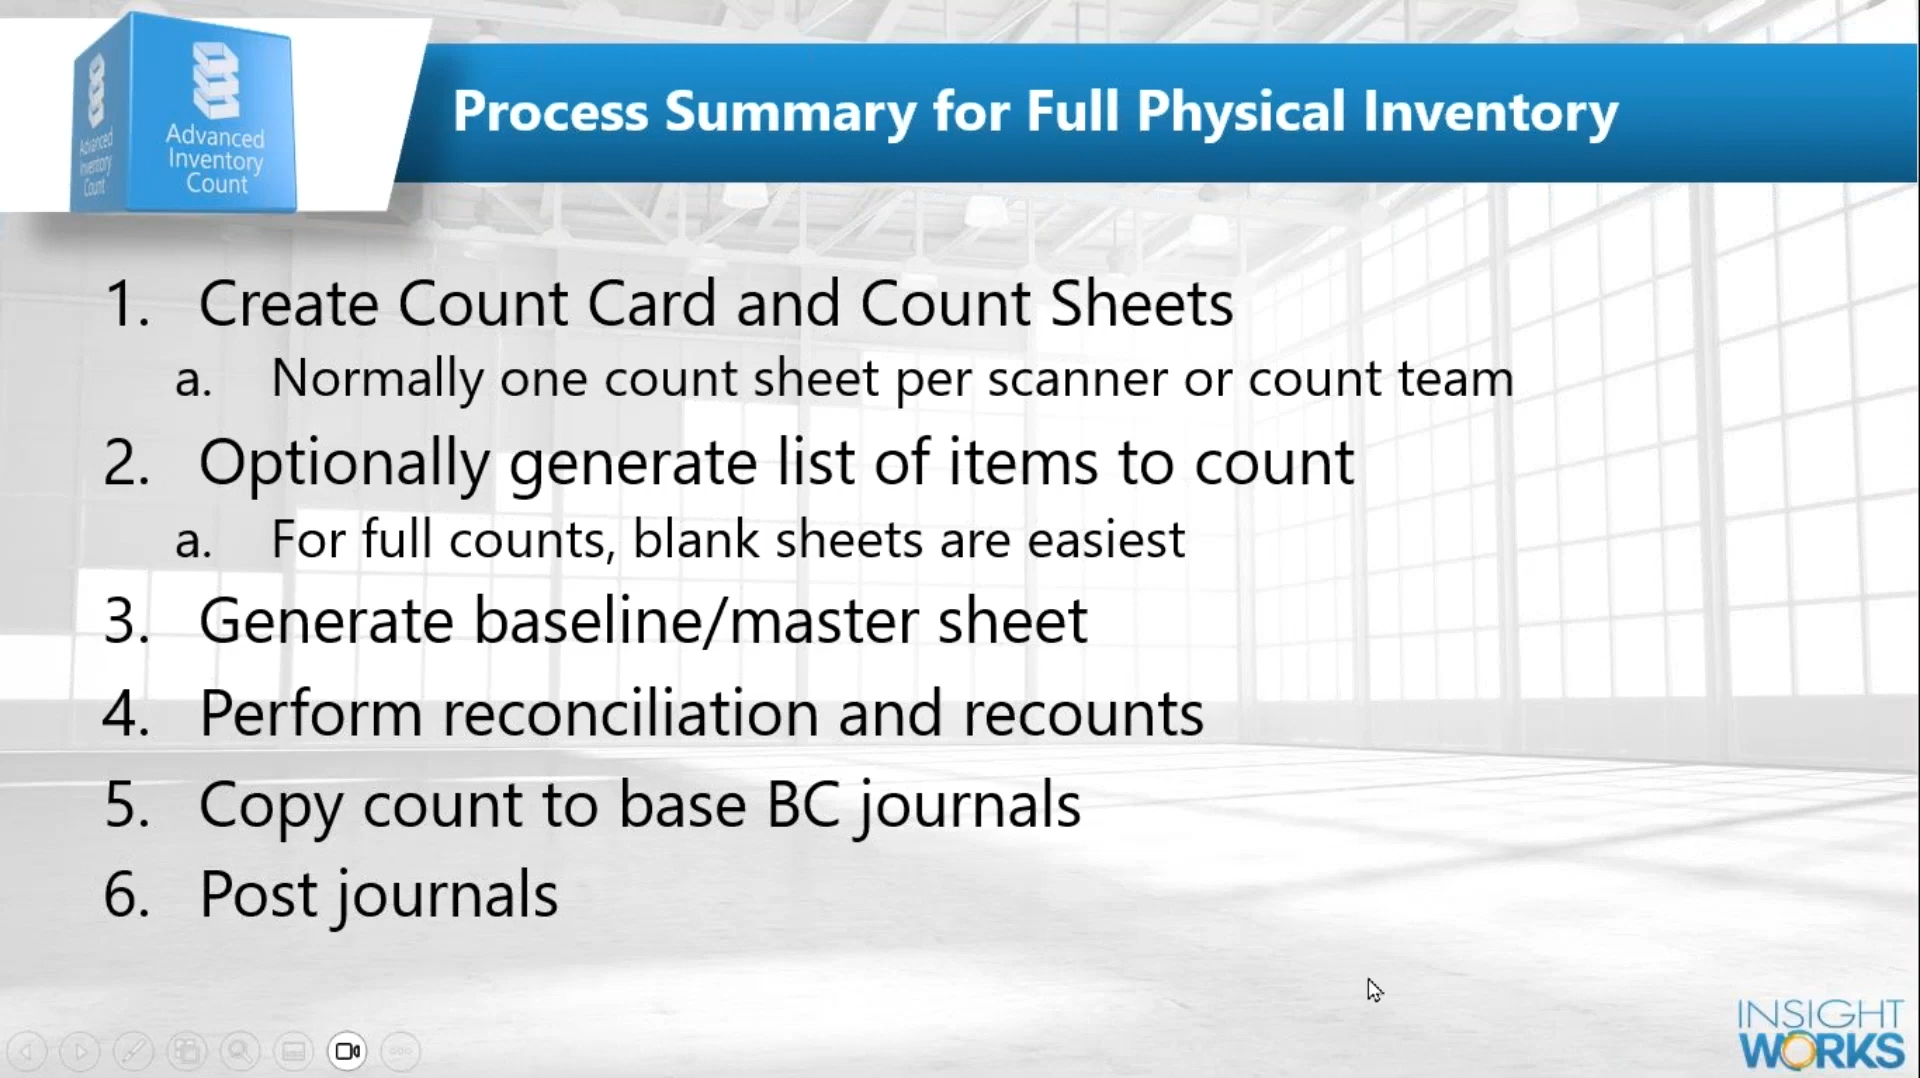 Advanced
Inventory
Count
Advanced
Inventory
Count
Process Summary for Full Physical Inventory
1. Create Count Card and Count Sheets
a. Normally one count sheet per scanner or count team
2. Optionally generate list of items to count
a. For full counts, blank sheets are easiest
3. Generate baseline/master sheet
4. Perform reconciliation and recounts
5. Copy count to base BC journals
6. Post journals
INSIGHT
WORKS